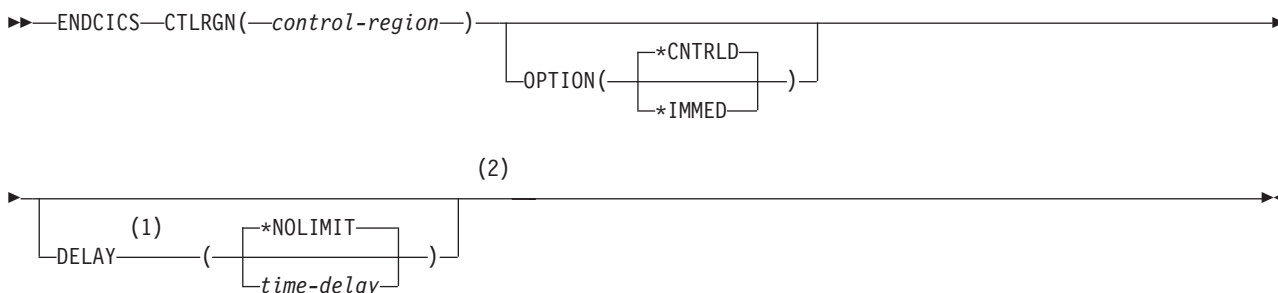 ENDCICS CTLRGN( control-region )
*CNTRLD
OPTION( )
*IMMED
(2)
(1) *NOLIMIT
DELAY ( )
time-delay